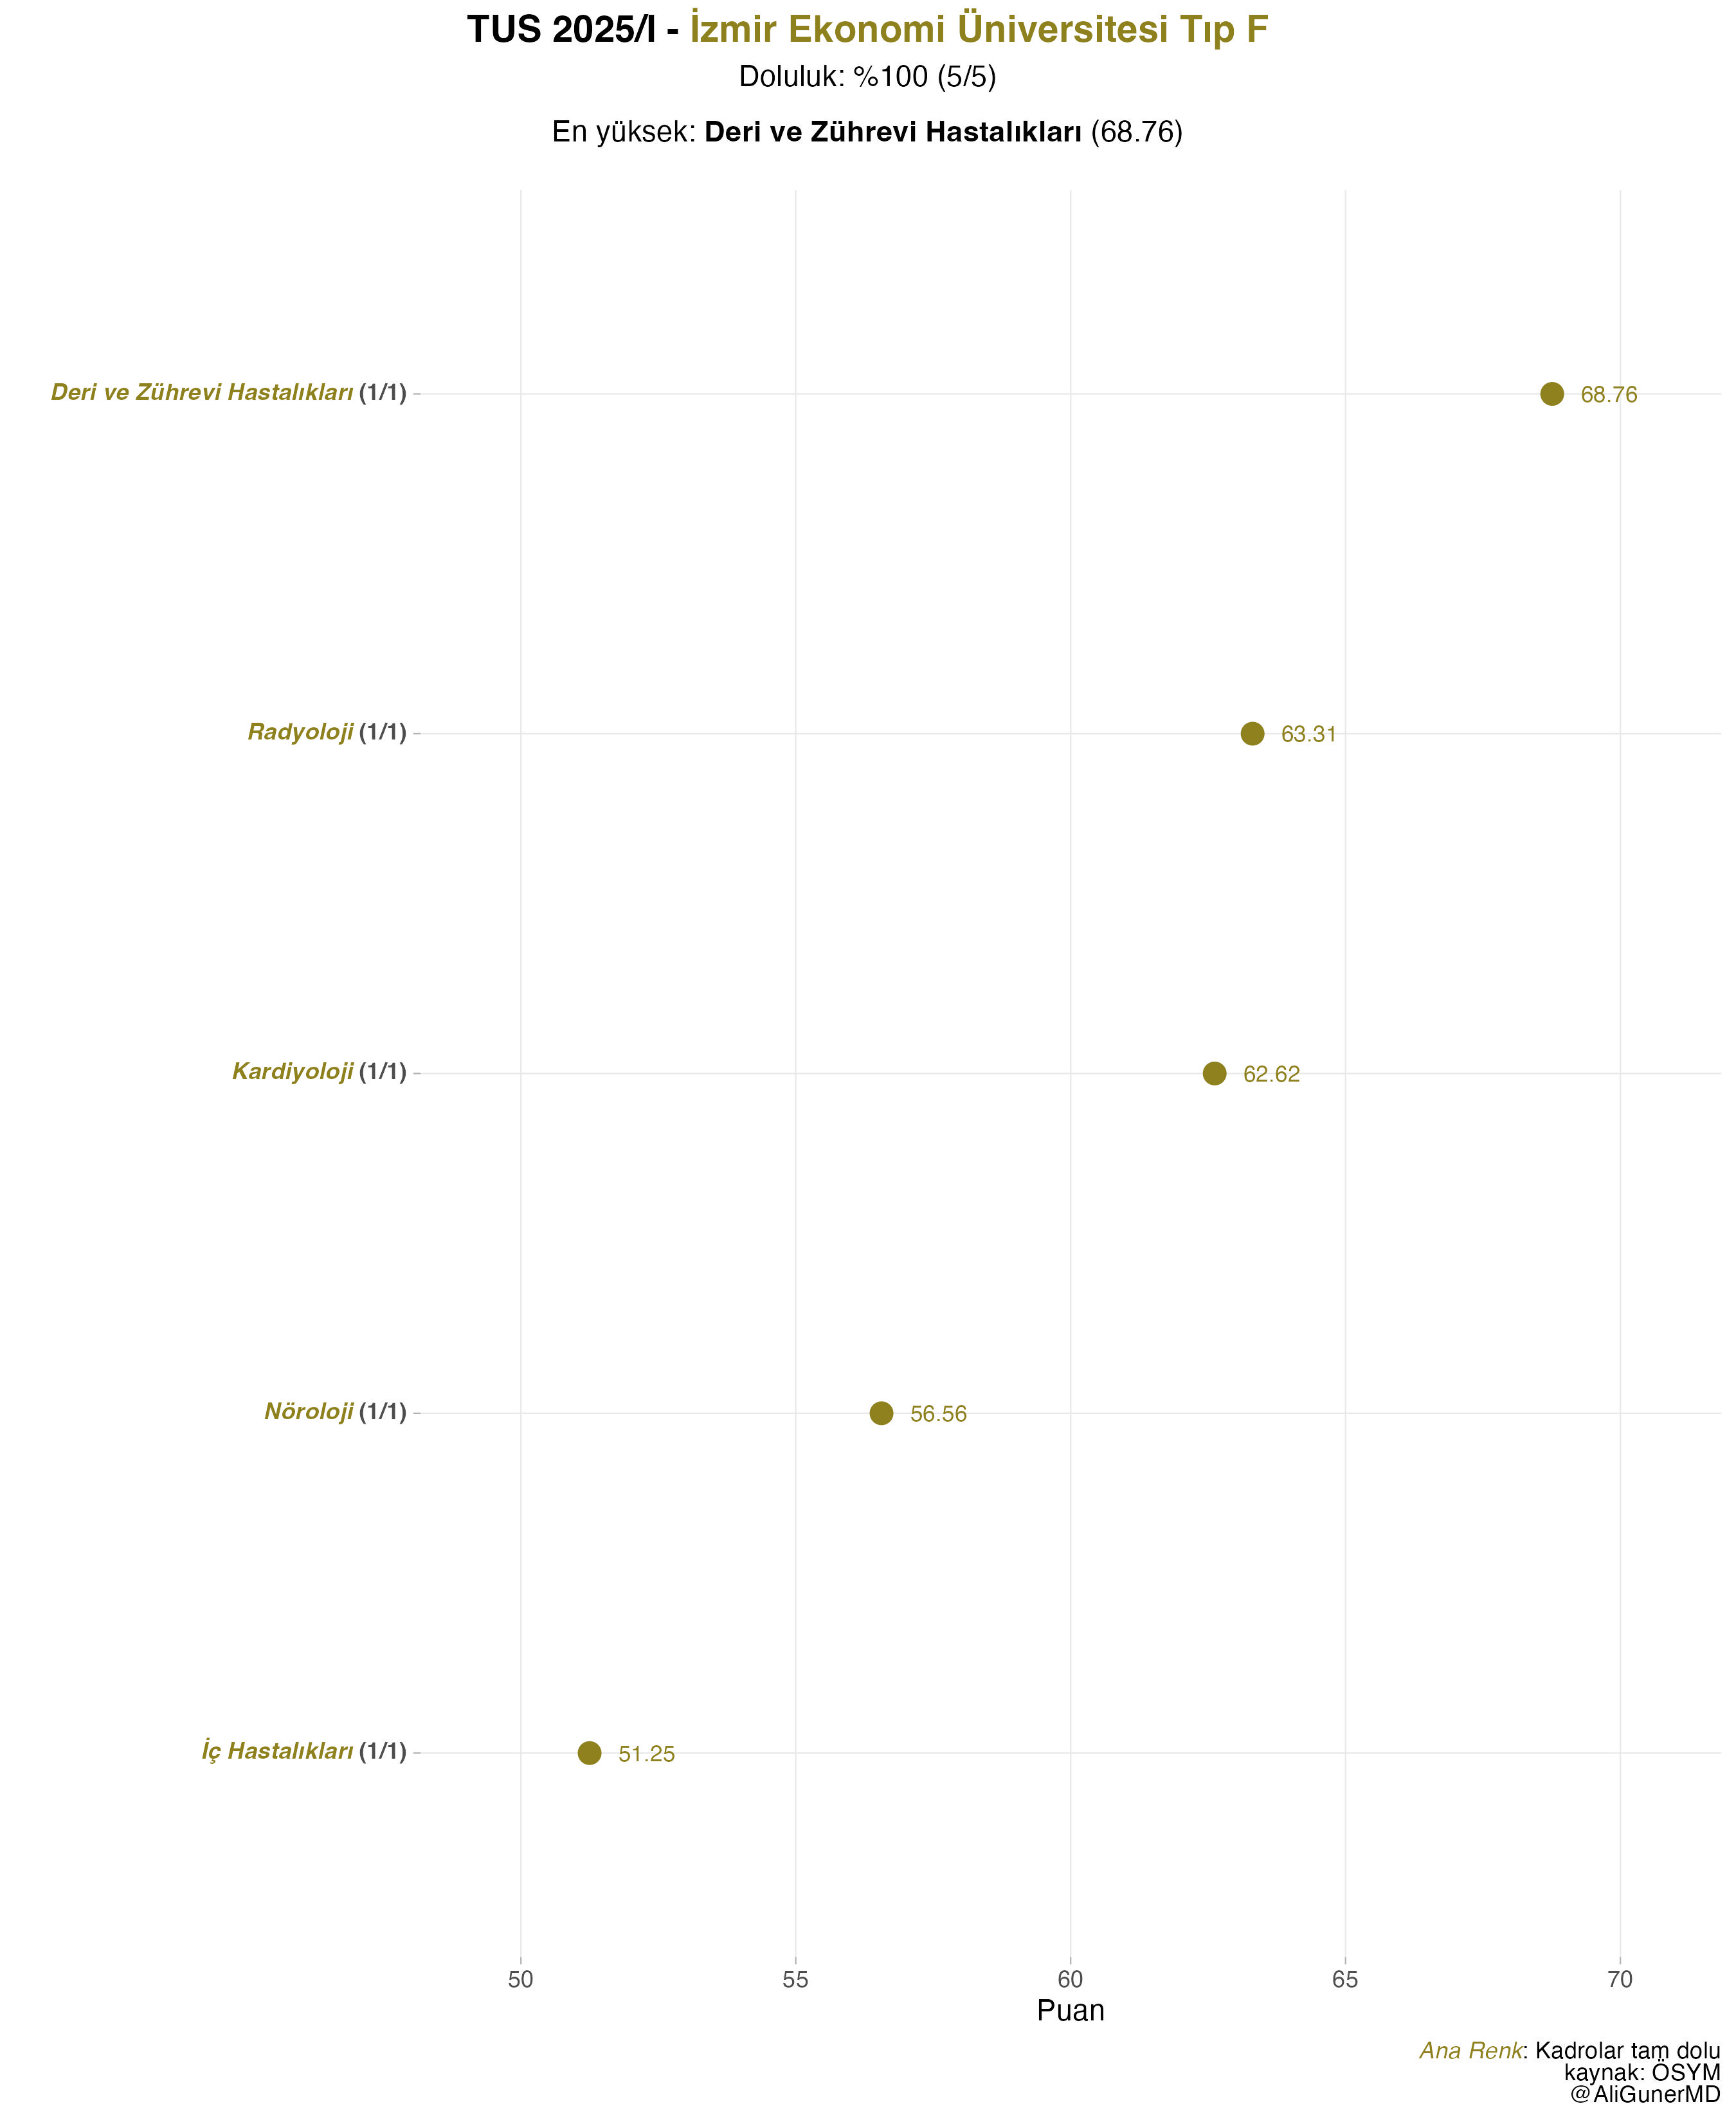 TUS 2025/I - İzmir Ekonomi Üniversitesi Tıp F
Doluluk: %100 (5/5)
En yüksek: Deri ve Zührevi Hastalıkları (68.76)
Deri ve Zührevi Hastalıkları (1/1)
68.76
Radyoloji (1/1)
63.31
Kardiyoloji (1/1)
62.62
Nöroloji (1/1)
56.56
İç Hastalıkları (1/1)
51.25
50 55 60 65 70
Puan
Ana Renk: Kadrolar tam dolu
kaynak: ÖSYM
@AliGunerMD